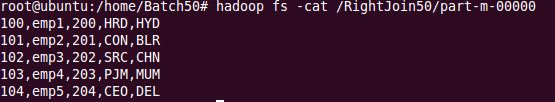 root@ubuntu:/home/Batch50# hadoop fs -cat /RightJoin50/part-m-00000
100,emp1,200,HRD,HYD
101,emp2,201,CON,BLR
102,emp3,202,SRC,CHN
103,emp4,203,PJM,MUM
104,emp5,204,CEO,DEL